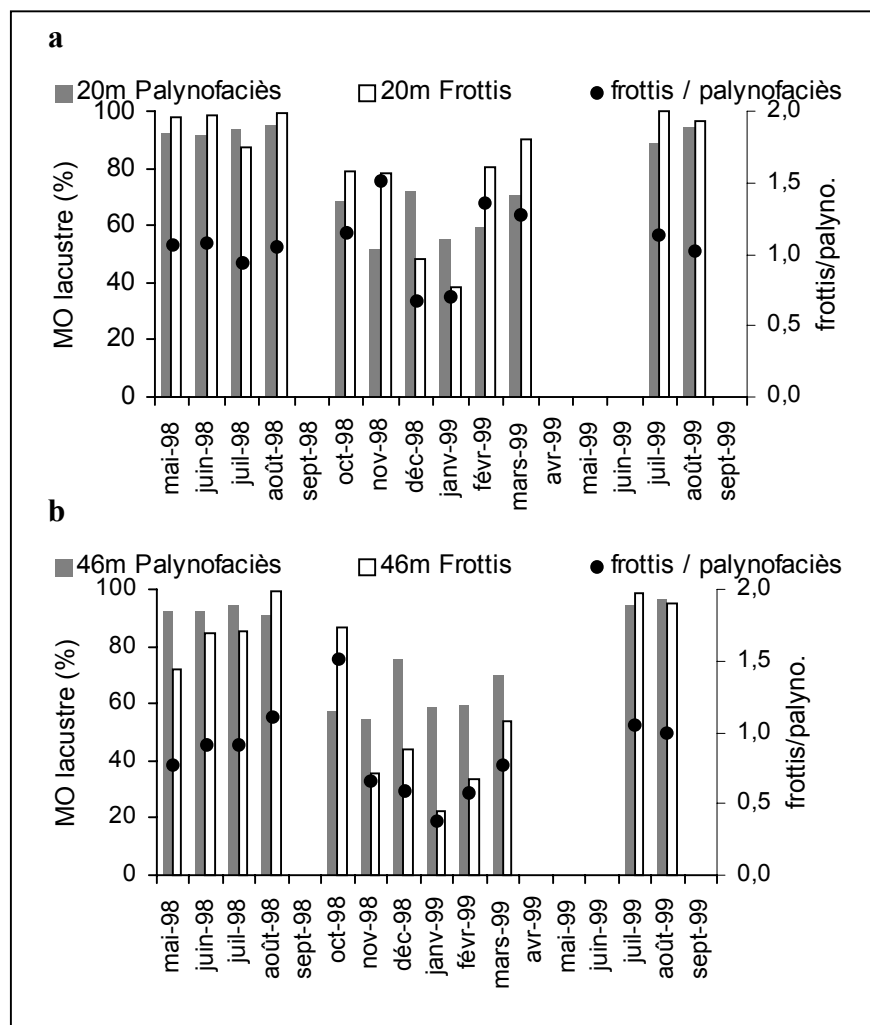 a
20m Palynofaciès 20m Frottis frottis / palynofaciès
MO lacustre (%)
100
80
60
40
20
0
2,0
1,5
1,0
0,5
0,0
frottis/palyno.
mai-98
juin-98
juil-98
août-98
sept-98
oct-98
nov-98
déc-98
janv-99
févr-99
mars-99
avr-99
mai-99
juin-99
juil-99
août-99
sept-99
b
46m Palynofaciès 46m Frottis frottis / palynofaciès
MO lacustre (%)
100
80
60
40
20
0
2,0
1,5
1,0
0,5
0,0
frottis/palyno.
mai-98
juin-98
juil-98
août-98
sept-98
oct-98
nov-98
déc-98
janv-99
févr-99
mars-99
avr-99
mai-99
juin-99
juil-99
août-99
sept-99